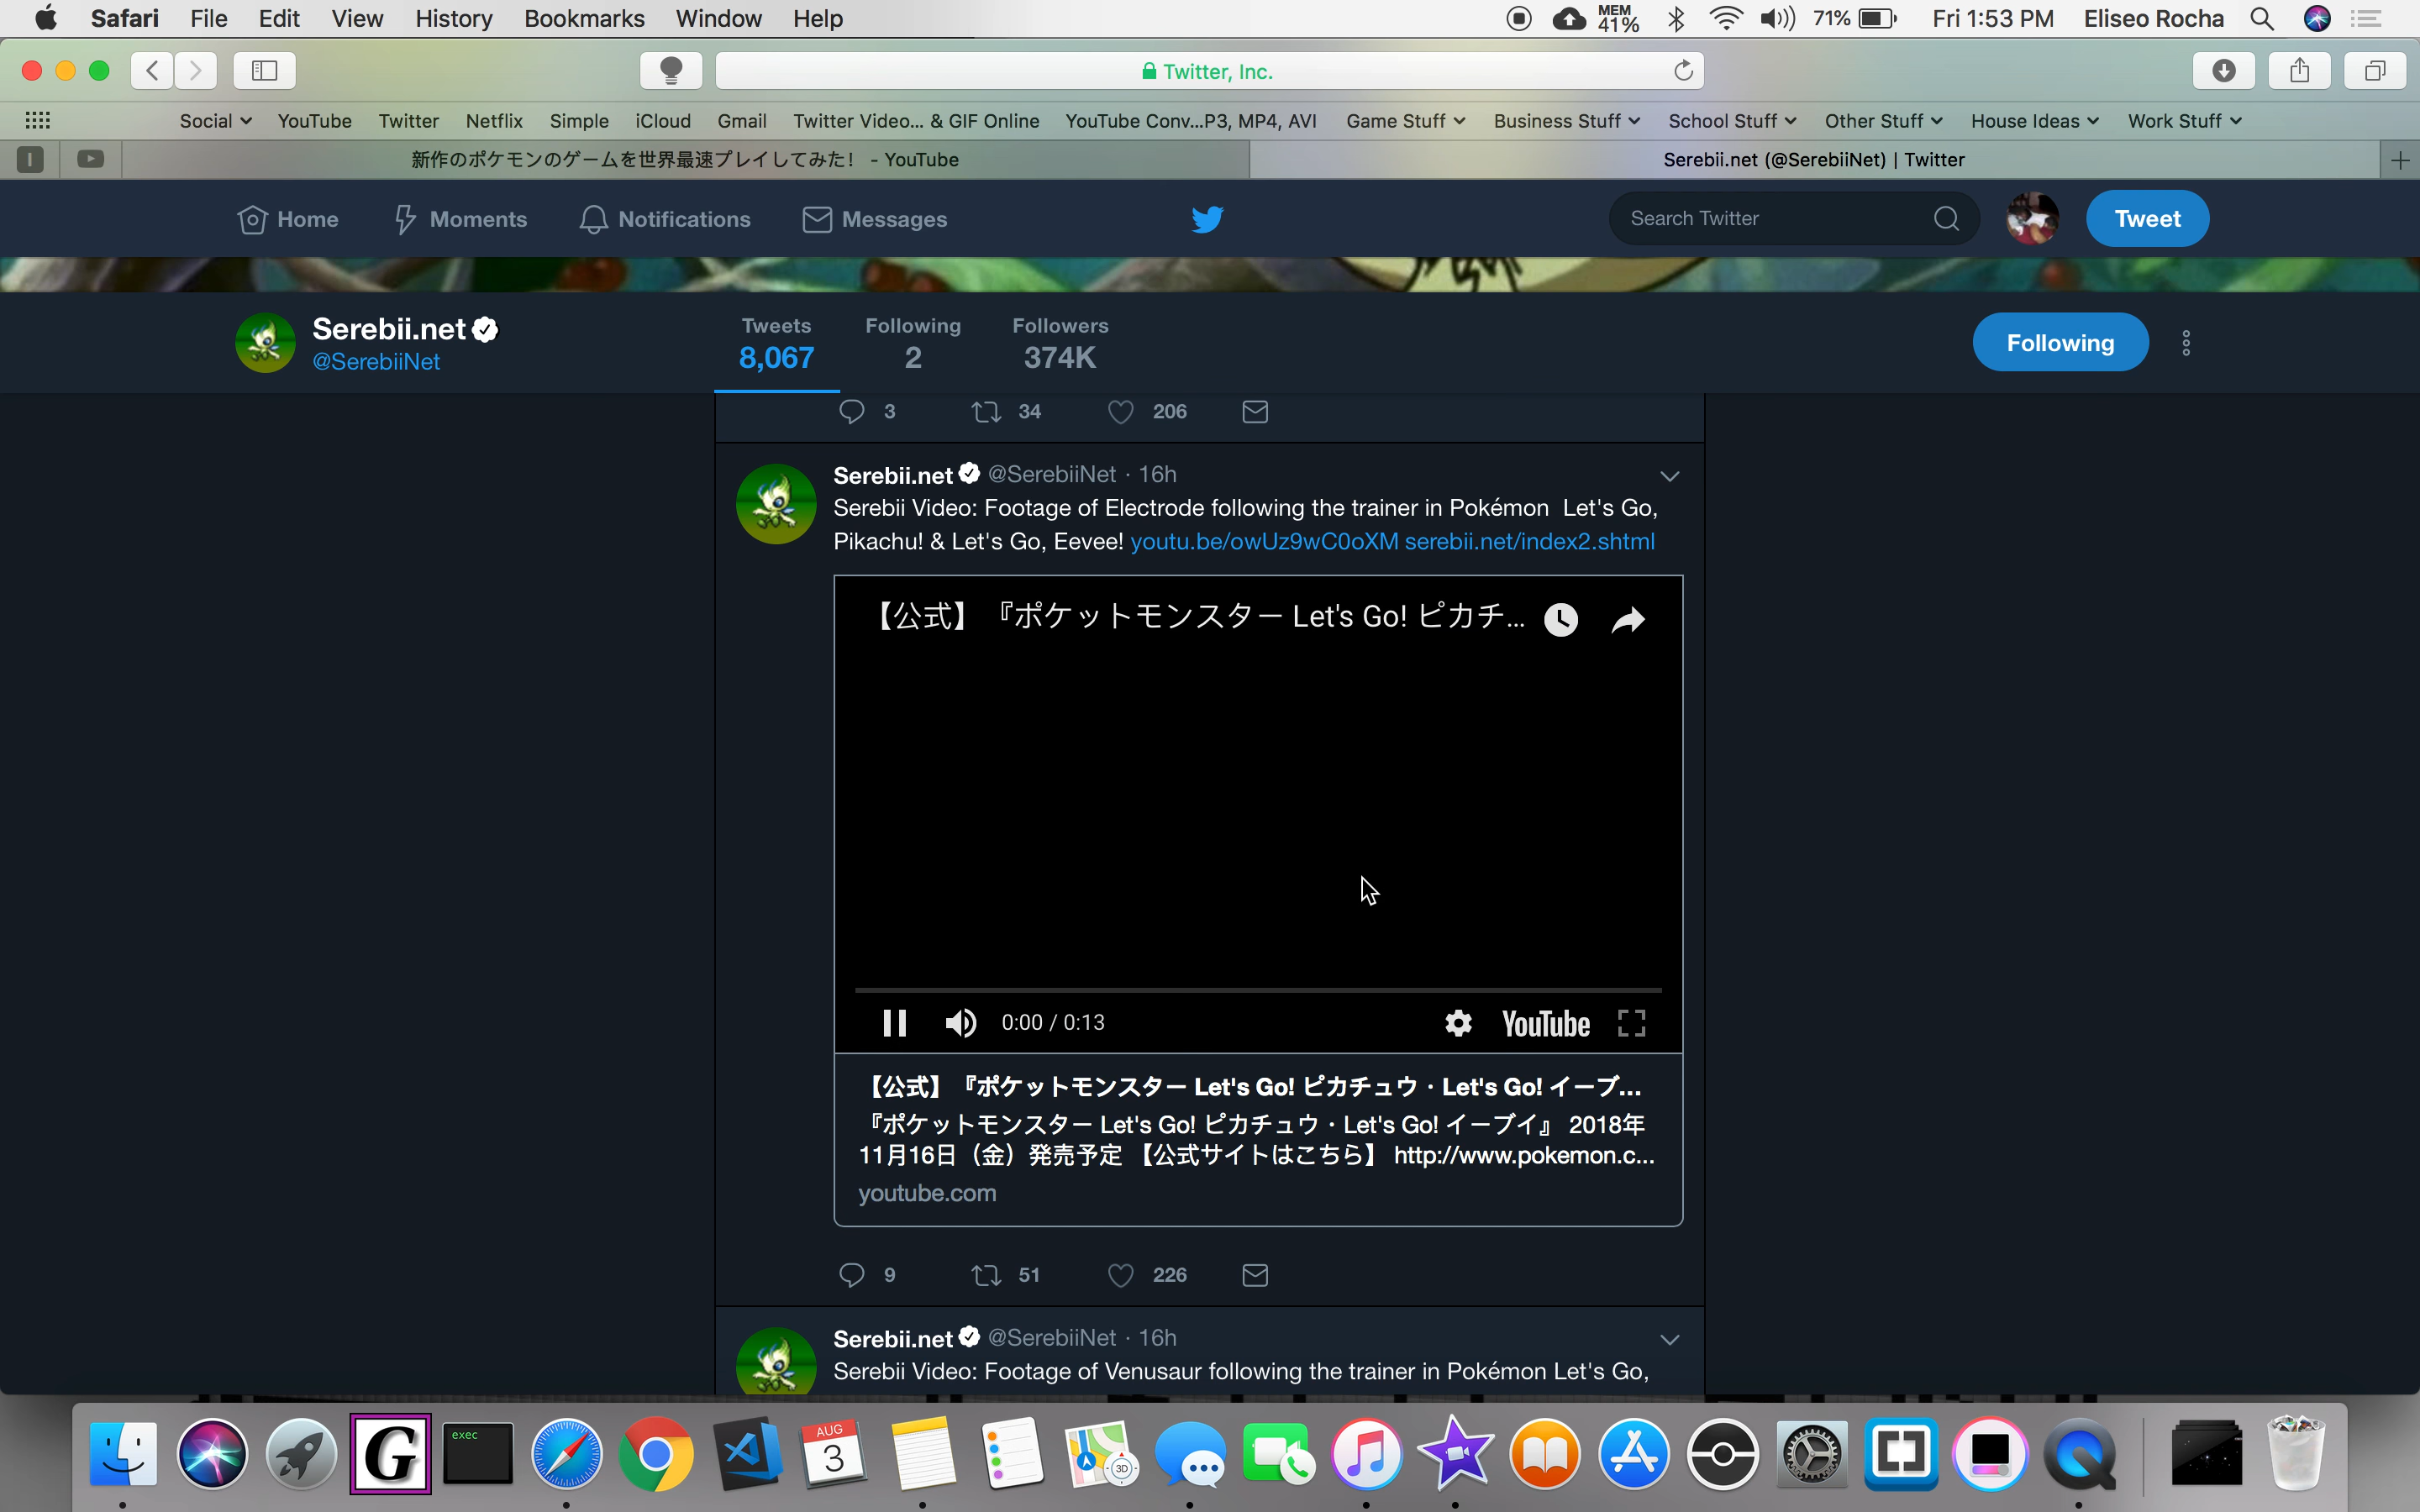 Safari File Edit View History Bookmarks Window Help MEM 41% 71% Fri 1:53 PM Eliseo Rocha
Twitter, Inc.
Social YouTube Twitter Netflix Simple iCloud Gmail Twitter Video... & GIF Online YouTube Conv...P3, MP4, AVI Game Stuff Business Stuff School Stuff Other Stuff House Ideas Work Stuff
I 新作のポケモンのゲームを世界最速プレイしてみた! - YouTube Serebii.net (@SerebiiNet) | Twitter
Home Moments Notifications Messages Search Twitter Tweet
Serebii.net
@SerebiiNet
Tweets Following Followers
8,067 2 374K
Following
3 34 206
Serebii.net @SerebiiNet · 16h
Serebii Video: Footage of Electrode following the trainer in Pokémon Let's Go,
Pikachu! & Let's Go, Eevee! youtu.be/owUz9wC0oXM serebii.net/index2.shtml
【公式】『ポケットモンスター Let's Go! ピカチ...
0:00 / 0:13 YouTube
【公式】『ポケットモンスター Let's Go! ピカチュウ・Let's Go! イーブ...
『ポケットモンスター Let's Go! ピカチュウ・Let's Go! イーブイ』 2018年
11月16日（金）発売予定 【公式サイトはこちら】 http://www.pokemon.c...
youtube.com
9 51 226
Serebii.net @SerebiiNet · 16h
Serebii Video: Footage of Venusaur following the trainer in Pokémon Let's Go,
G exec AUG 3 3D